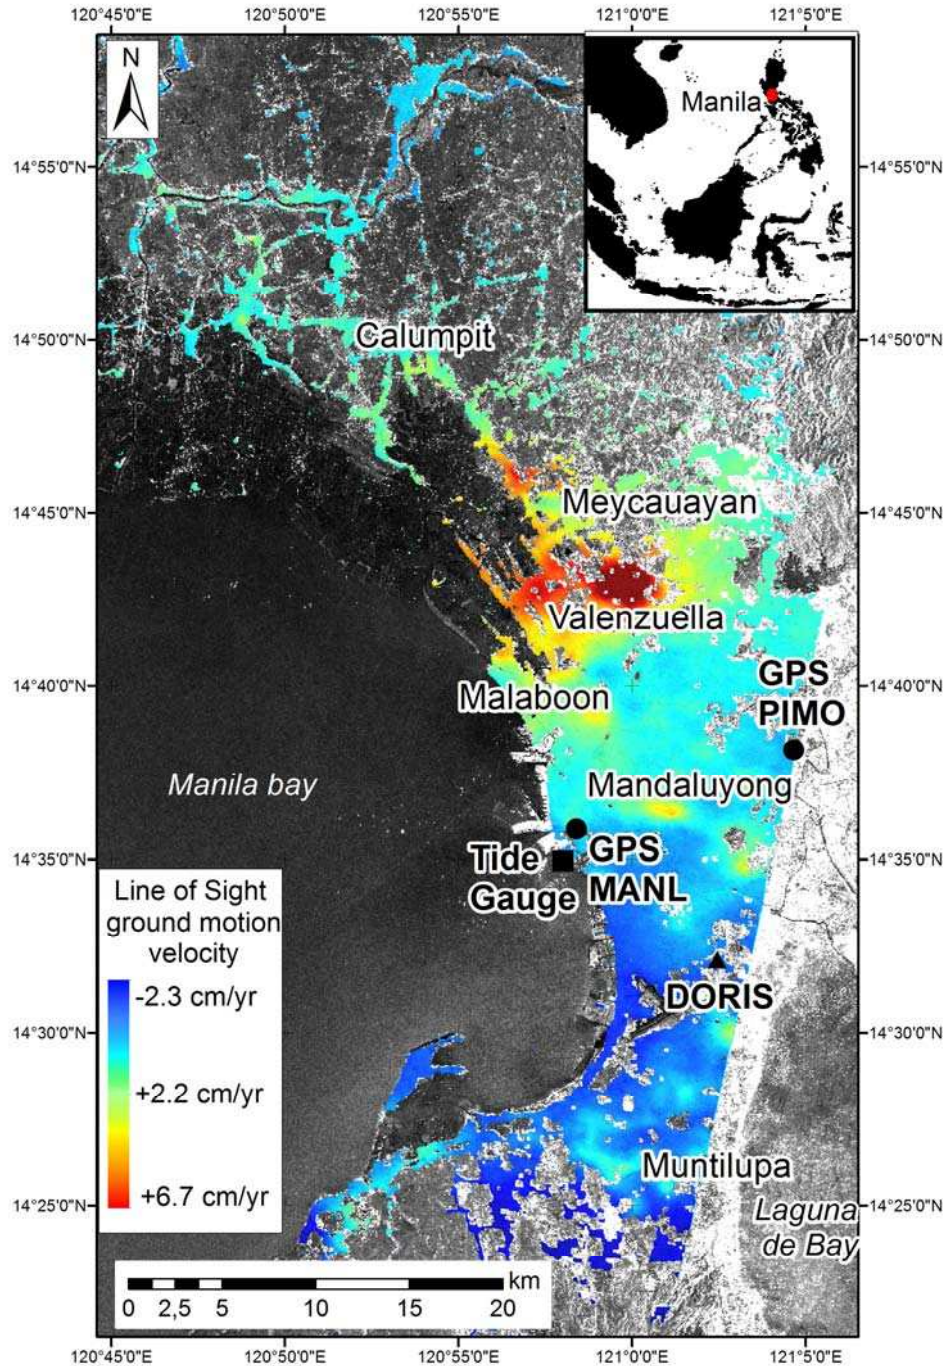 120°45'0"E 120°50'0"E 120°55'0"E 121°0'0"E 121°5'0"E
N
Manila
14°55'0"N 14°55'0"N
14°50'0"N 14°50'0"N
Calumpit
Meycauayan
14°45'0"N 14°45'0"N
Valenzuella
14°40'0"N 14°40'0"N
Malaboon
GPS
PIMO
Manila bay
Mandaluyong
14°35'0"N 14°35'0"N
Tide
Gauge
GPS
MANL
Line of Sight
ground motion
velocity
-2.3 cm/yr
+2.2 cm/yr
+6.7 cm/yr
DORIS
14°30'0"N 14°30'0"N
Muntilupa
14°25'0"N 14°25'0"N
Laguna
de Bay
km
0 2,5 5 10 15 20
120°45'0"E 120°50'0"E 120°55'0"E 121°0'0"E 121°5'0"E